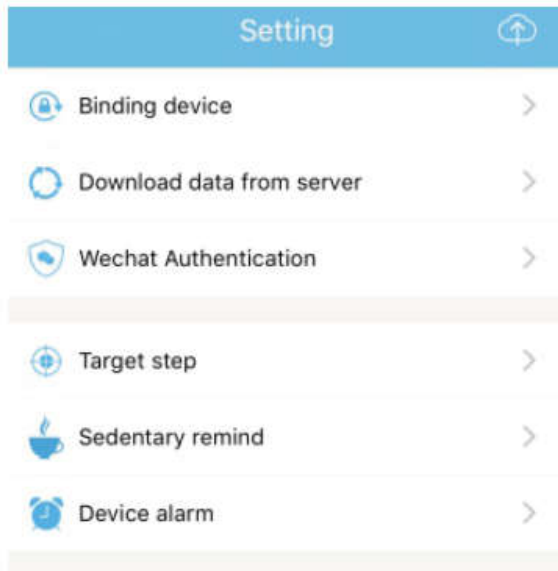 Setting
Binding device
Download data from server
Wechat Authentication
Target step
Sedentary remind
Device alarm